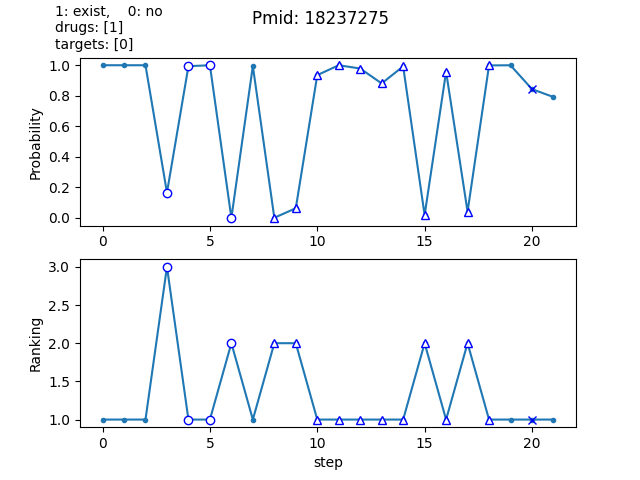 1: exist,    0: no
drugs: [1]
targets: [0]
Pmid: 18237275
Probability
1.0
0.8
0.6
0.4
0.2
0.0
0 5 10 15 20
Ranking
3.0
2.5
2.0
1.5
1.0
0 5 10 15 20
step